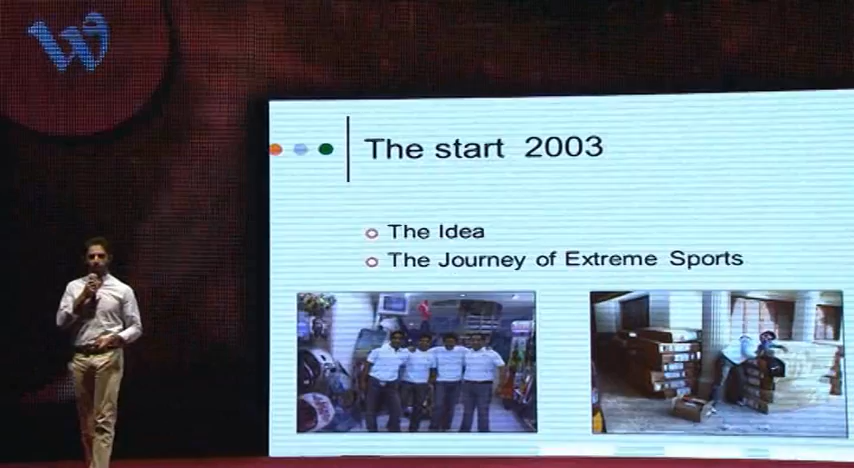 W
The start 2003
The Idea
The Journey of Extreme Sports